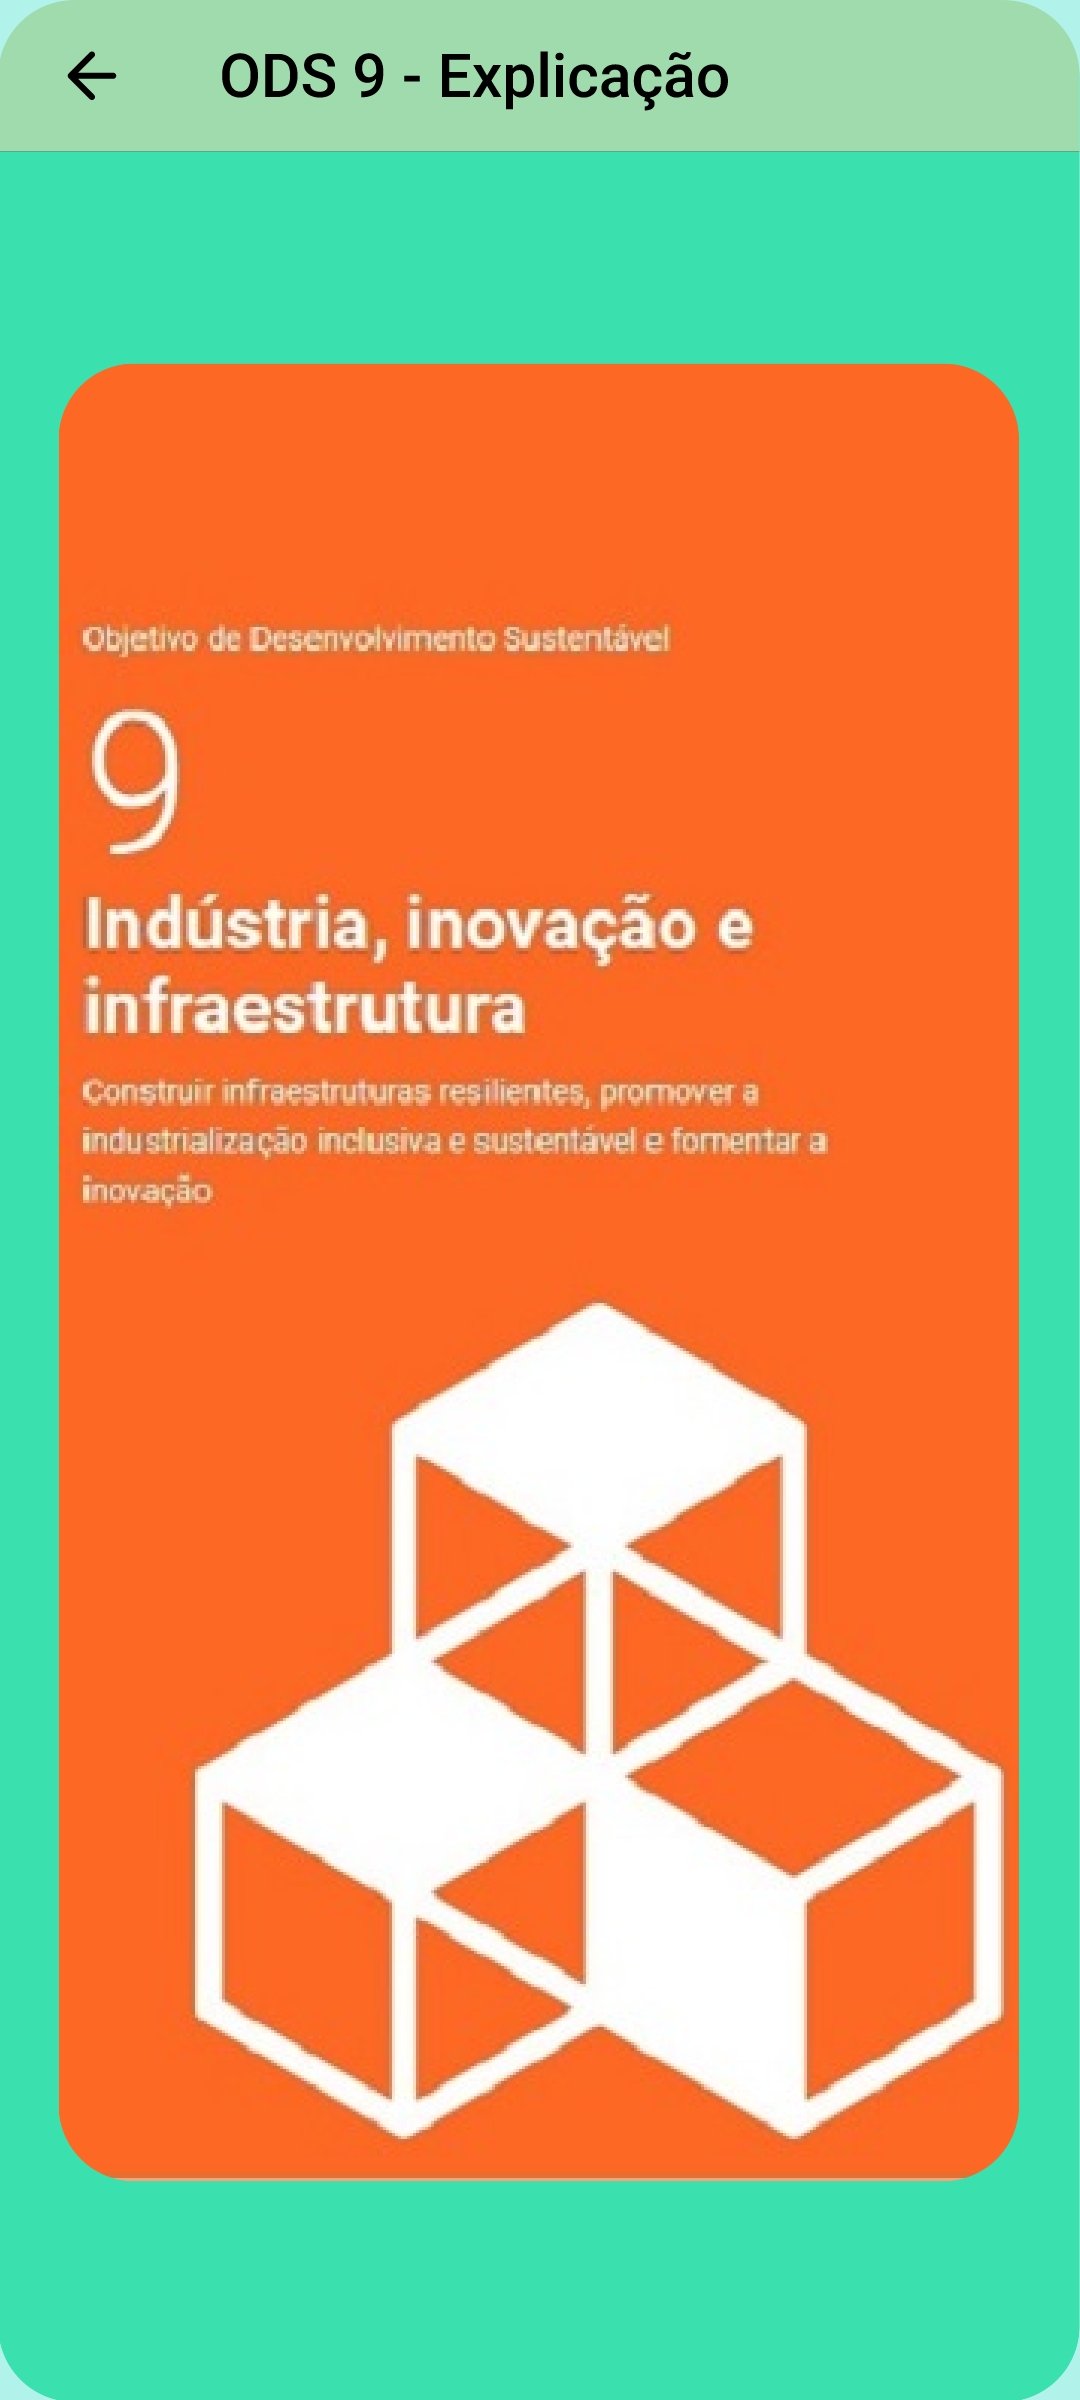 ODS 9 - Explicação
Objetivo de Desenvolvimento Sustentável
9
Indústria, inovação e
infraestrutura
Construir infraestruturas resilientes, promover a
industrialização inclusiva e sustentável e fomentar a
inovação